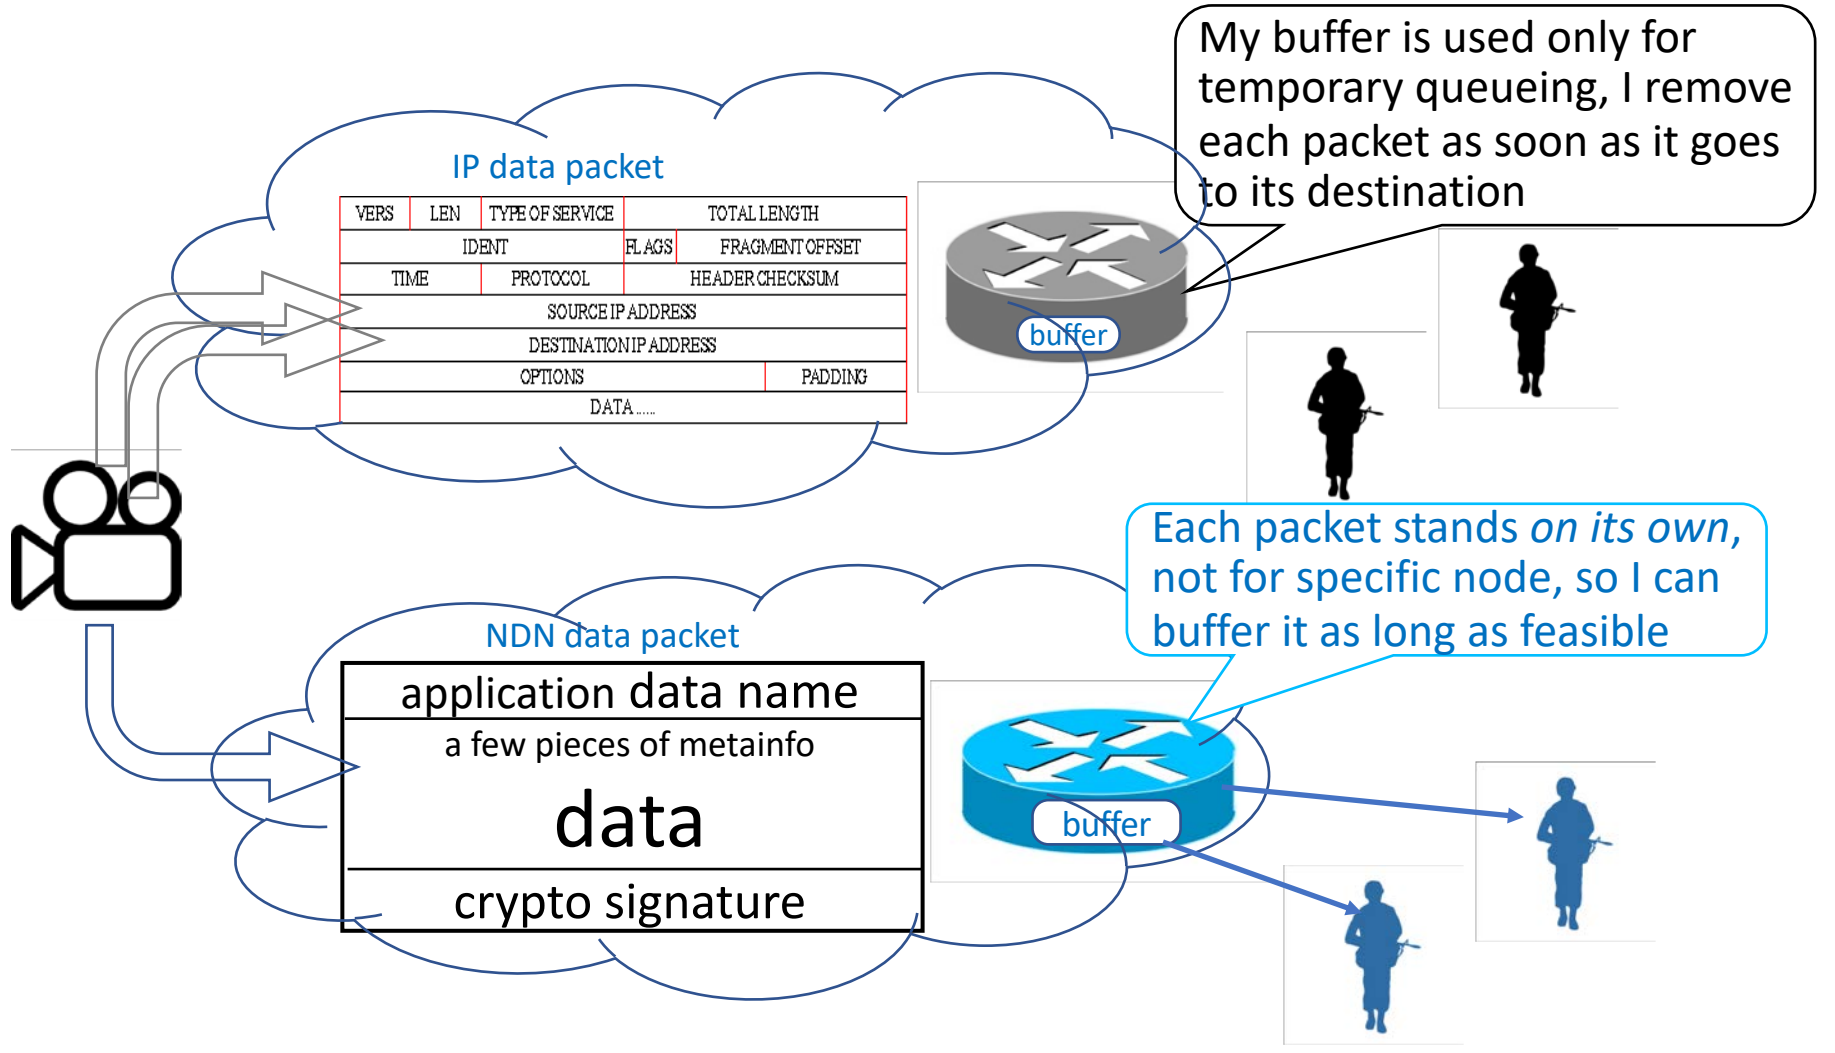 My buffer is used only for
temporary queueing, I remove
each packet as soon as it goes
to its destination
IP data packet
VERS LEN TYPE OF SERVICE TOTAL LENGTH
IDENT FLAGS FRAGMENT OFFSET
TIME PROTOCOL HEADER CHECKSUM
SOURCE IP ADDRESS
DESTINATION IP ADDRESS
OPTIONS PADDING
DATA......
buffer
Each packet stands on its own,
not for specific node, so I can
buffer it as long as feasible
NDN data packet
application data name
a few pieces of metainfo
data
crypto signature
buffer